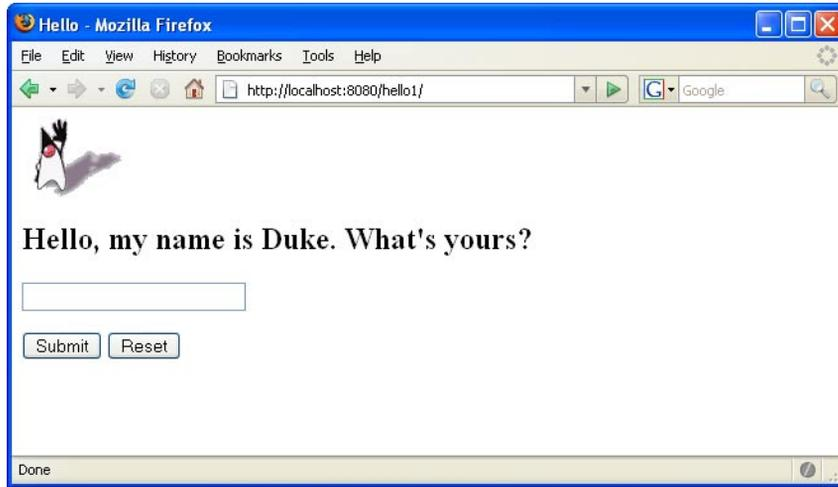 Hello - Mozilla Firefox
File Edit View History Bookmarks Tools Help
http://localhost:8080/hello1/ G Google
Hello, my name is Duke. What's yours?
Submit Reset
Done